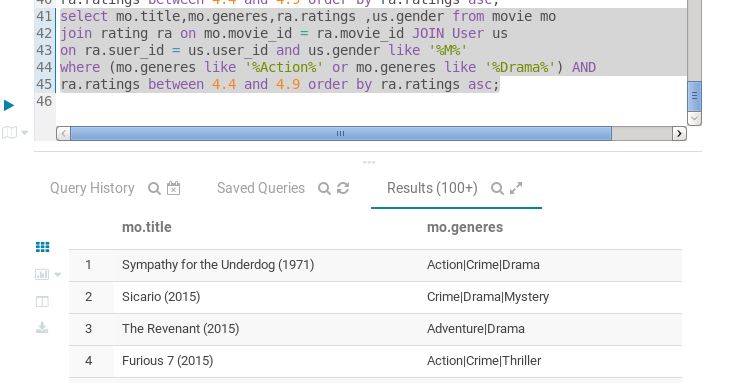 40 ra.ratings between 4.4 and 4.9 order by ra.ratings asc;
41 select mo.title,mo.generes,ra.ratings ,us.gender from movie mo
42 join rating ra on mo.movie_id = ra.movie_id JOIN User us
43 on ra.suer_id = us.user_id and us.gender like '%M%'
44 where (mo.generes like '%Action%' or mo.generes like '%Drama%') AND
45 ra.ratings between 4.4 and 4.9 order by ra.ratings asc;
46
Query History Saved Queries Results (100+)
mo.title mo.generes
1 Sympathy for the Underdog (1971) Action|Crime|Drama
2 Sicario (2015) Crime|Drama|Mystery
3 The Revenant (2015) Adventure|Drama
4 Furious 7 (2015) Action|Crime|Thriller